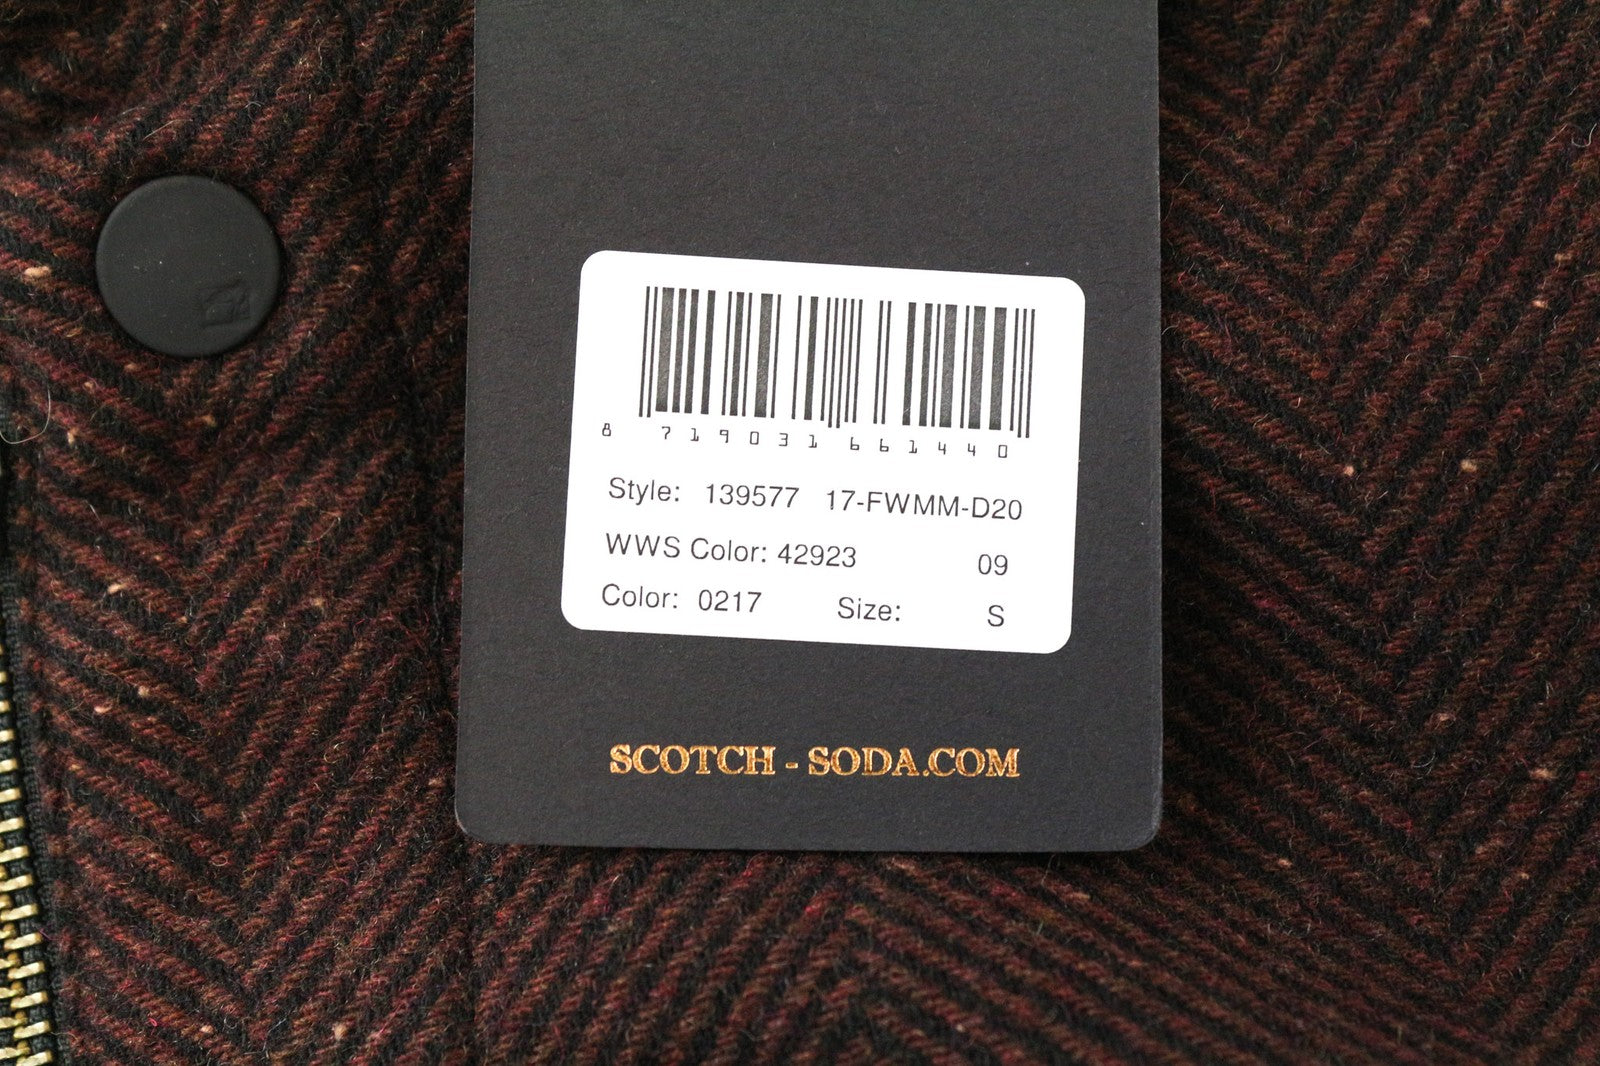 8 719031 661440
Style: 139577 17-FWMM-D20
WWS Color: 42923 09
Color: 0217 Size: S
SCOTCH - SODA.COM